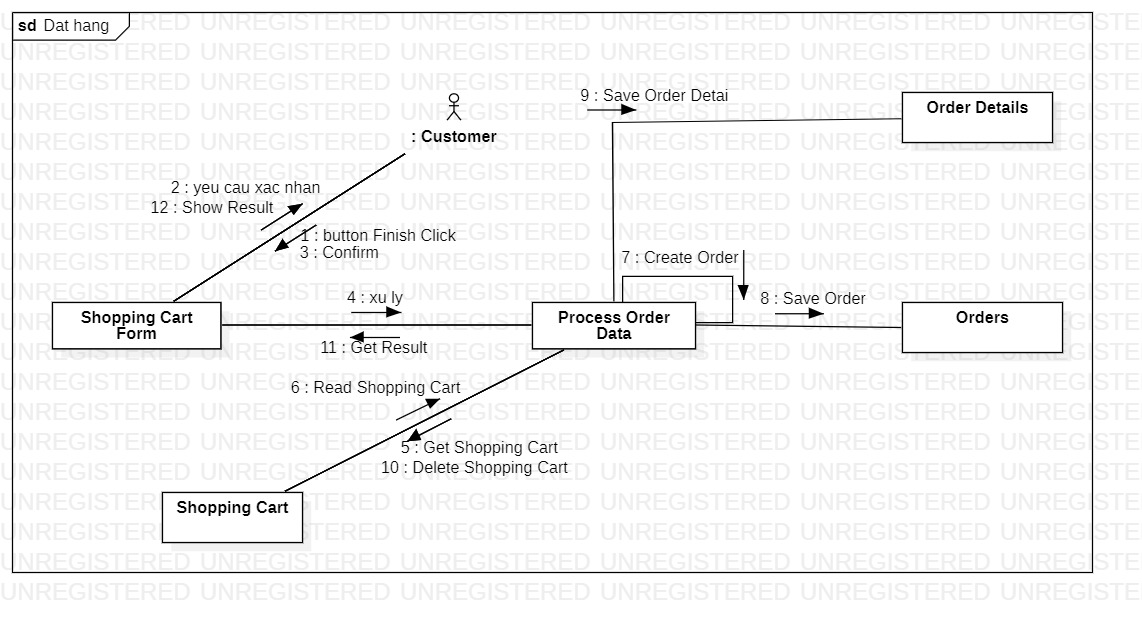 sd Dat hang
9 : Save Order Detai
Order Details
: Customer
2 : yeu cau xac nhan
12 : Show Result
1 : button Finish Click
3 : Confirm
7 : Create Order
4 : xu ly
8 : Save Order
Shopping Cart
Form
Process Order
Data
Orders
11 : Get Result
6 : Read Shopping Cart
5 : Get Shopping Cart
10 : Delete Shopping Cart
Shopping Cart
UNREGISTERED